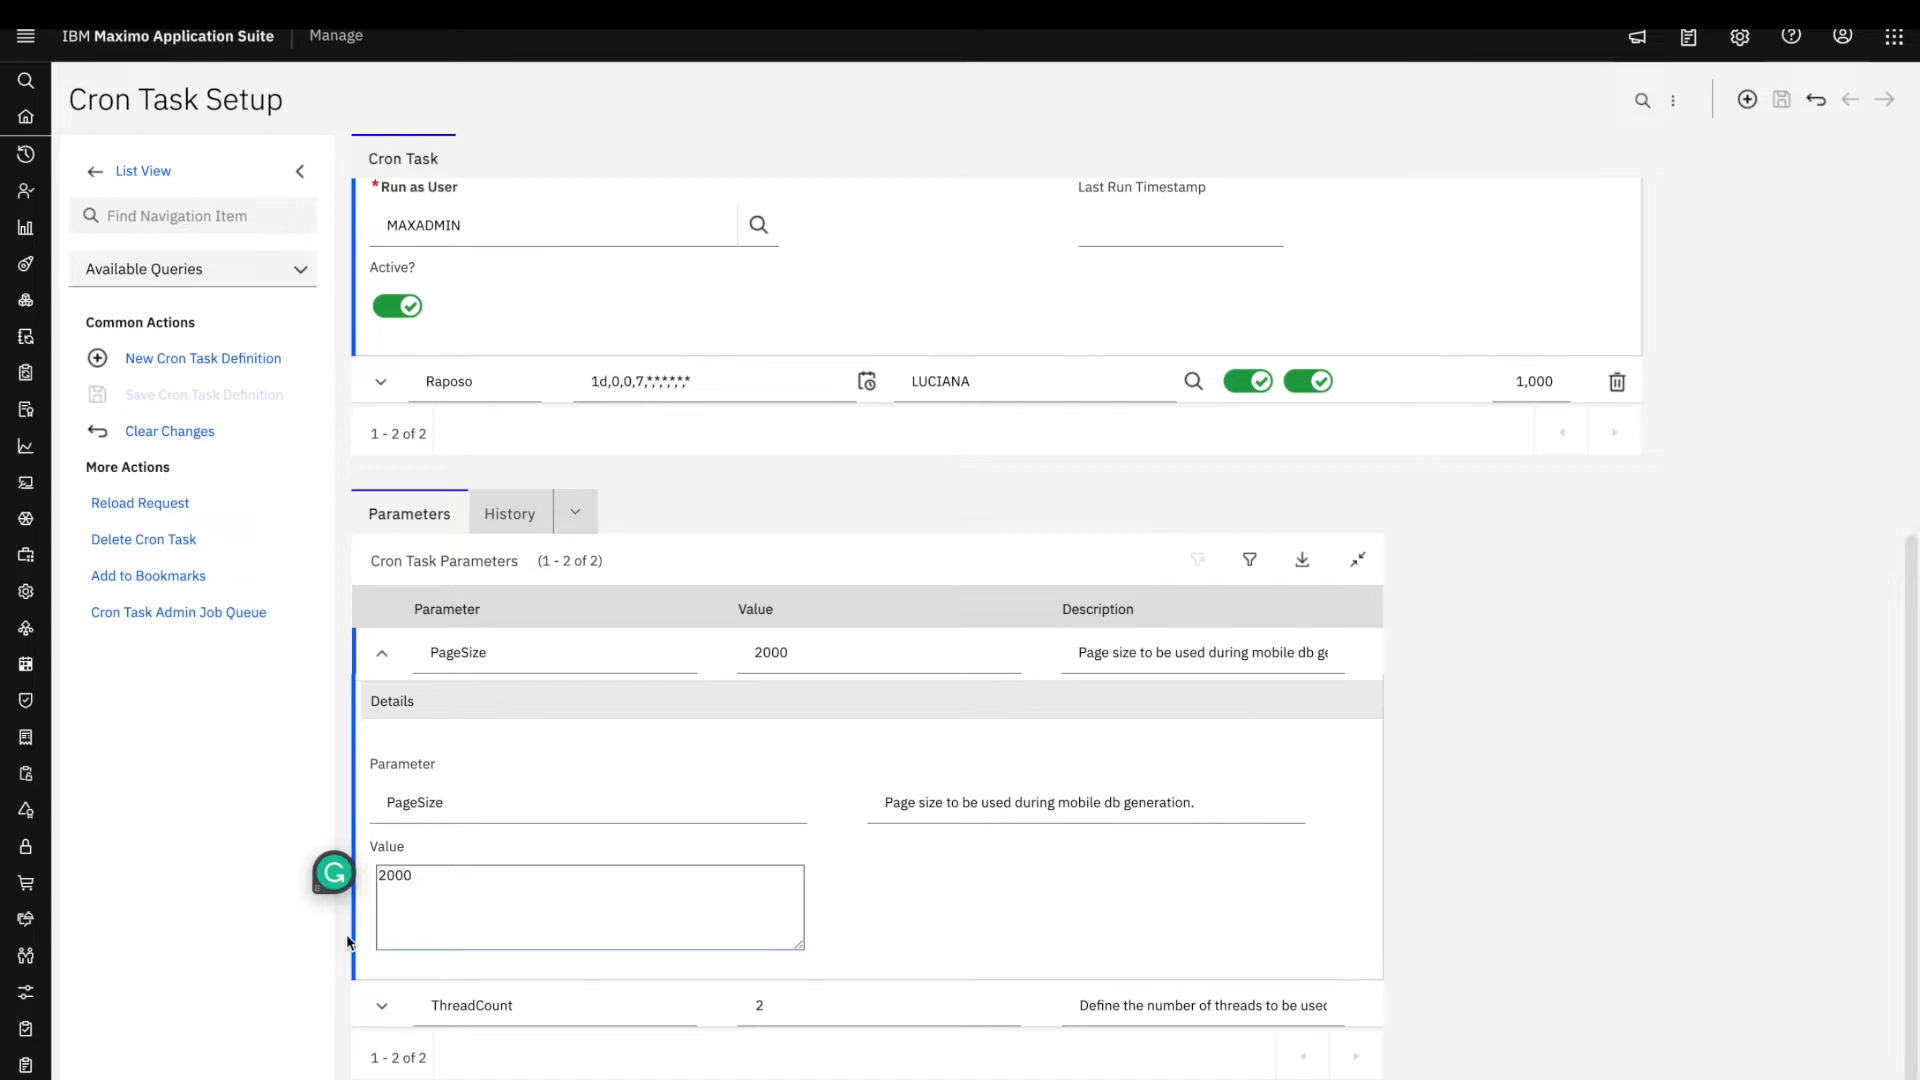 IBM Maximo Application Suite Manage
Cron Task Setup
List View
Find Navigation Item
Available Queries
Common Actions
New Cron Task Definition
Save Cron Task Definition
Clear Changes
More Actions
Reload Request
Delete Cron Task
Add to Bookmarks
Cron Task Admin Job Queue
Cron Task
*Run as User Last Run Timestamp
MAXADMIN
Active?
Raposo 1d,0,0,7,*,*,*,*,*,* LUCIANA 1,000
1 - 2 of 2
Parameters History
Cron Task Parameters (1 - 2 of 2)
Parameter Value Description
PageSize 2000 Page size to be used during mobile db ge
Details
Parameter
PageSize Page size to be used during mobile db generation.
Value
2000
ThreadCount 2 Define the number of threads to be used
1 - 2 of 2